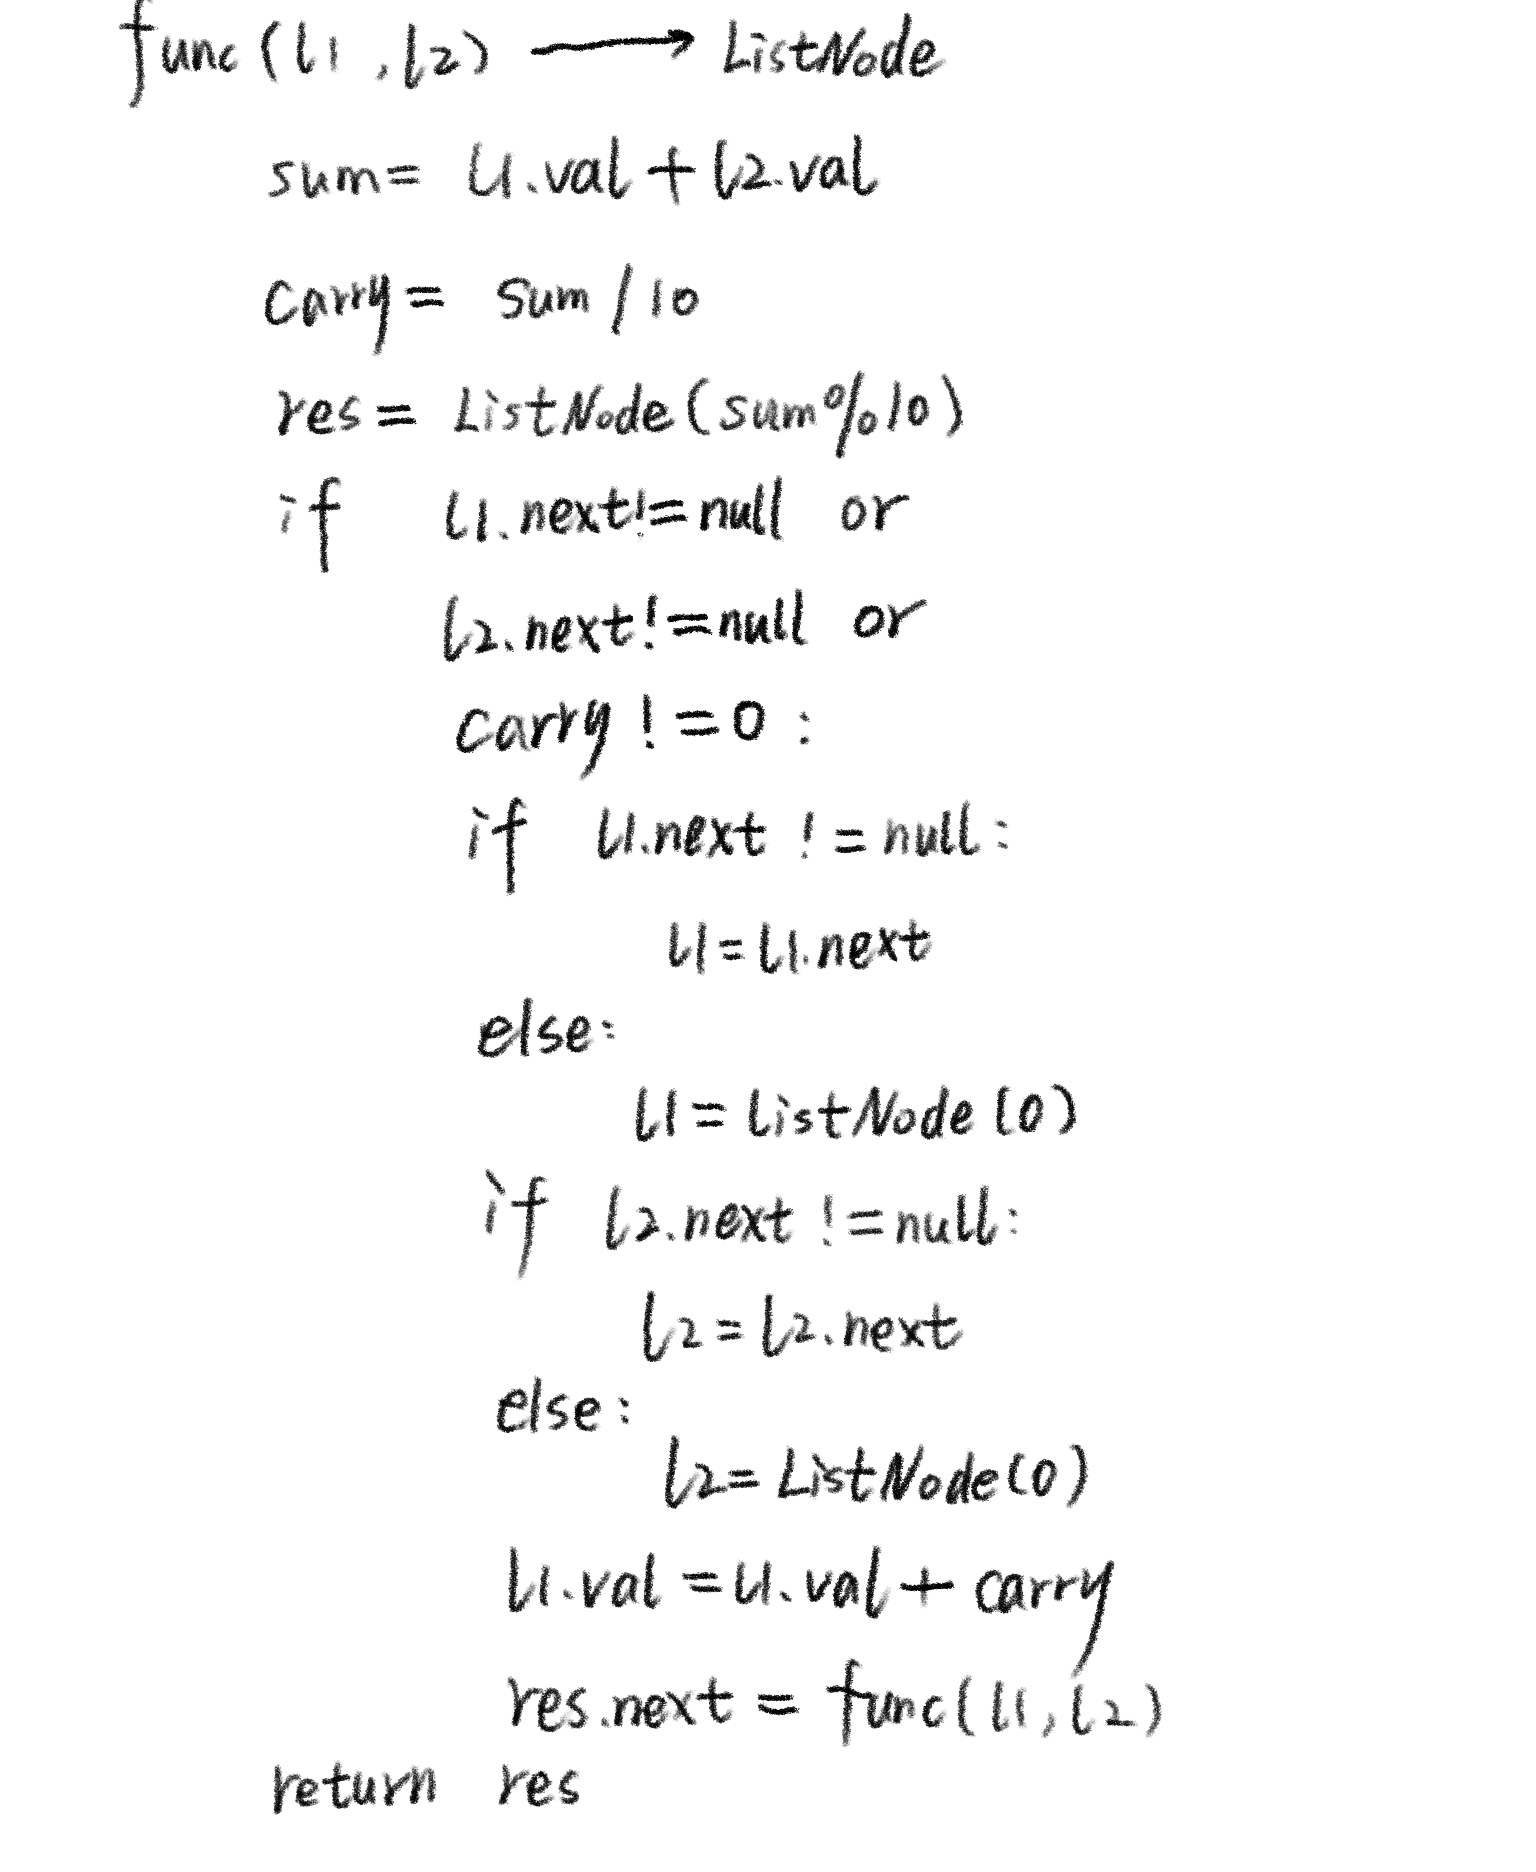 func(l1,l2) → ListNode
sum= l1.val+l2.val
carry= sum/10
res= ListNode(sum%10)
if l1.next!=null or
l2.next!=null or
carry!=0:
if l1.next != null:
l1=l1.next
else:
l1=listNode(0)
if l2.next !=null:
l2=l2.next
else:
l2=ListNode(0)
l1.val=l1.val+carry
res.next=func(l1,l2)
return res